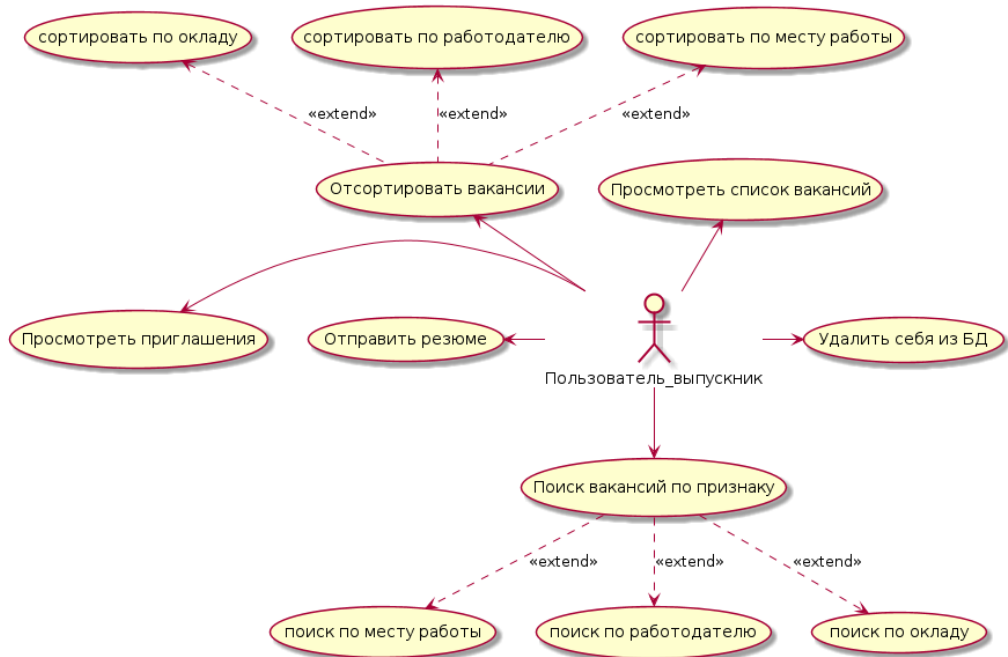 сортировать по окладу
сортировать по работодателю
сортировать по месту работы
«extend»
«extend»
«extend»
Отсортировать вакансии
Просмотреть список вакансий
Просмотреть приглашения
Отправить резюме
Удалить себя из БД
Пользователь_выпускник
Поиск вакансий по признаку
«extend»
«extend»
«extend»
поиск по месту работы
поиск по работодателю
поиск по окладу